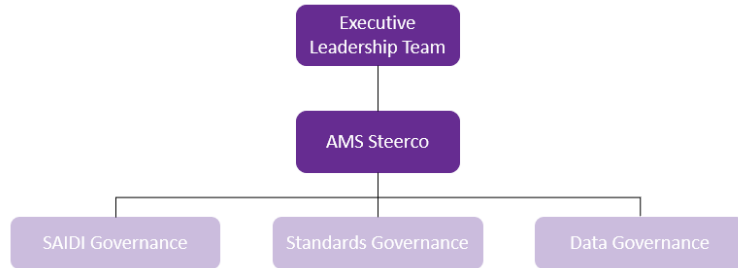 Executive
Leadership Team
AMS Steerco
SAIDI Governance
Standards Governance
Data Governance